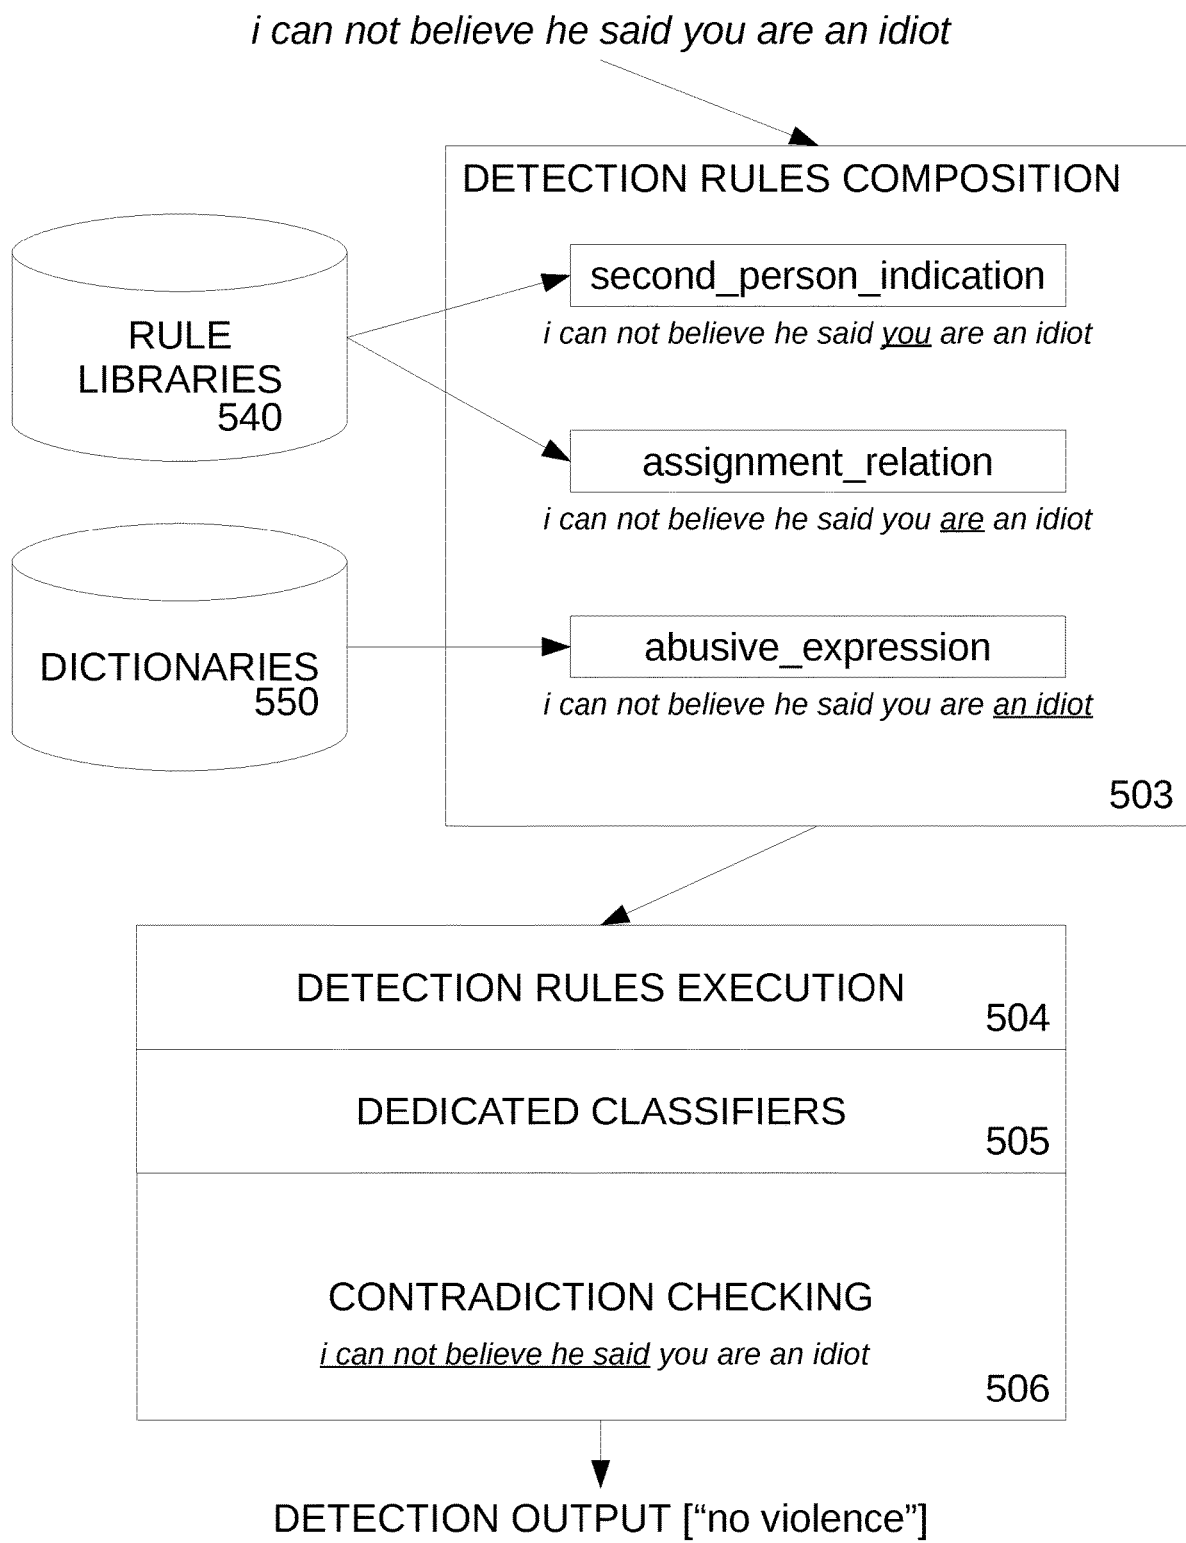 i can not believe he said you are an idiot
DETECTION RULES COMPOSITION
second_person_indication
i can not believe he said you are an idiot
RULE
LIBRARIES
540
assignment_relation
i can not believe he said you are an idiot
DICTIONARIES
550
abusive_expression
i can not believe he said you are an idiot
503
DETECTION RULES EXECUTION
504
DEDICATED CLASSIFIERS
505
CONTRADICTION CHECKING
i can not believe he said you are an idiot
506
DETECTION OUTPUT [“no violence”]